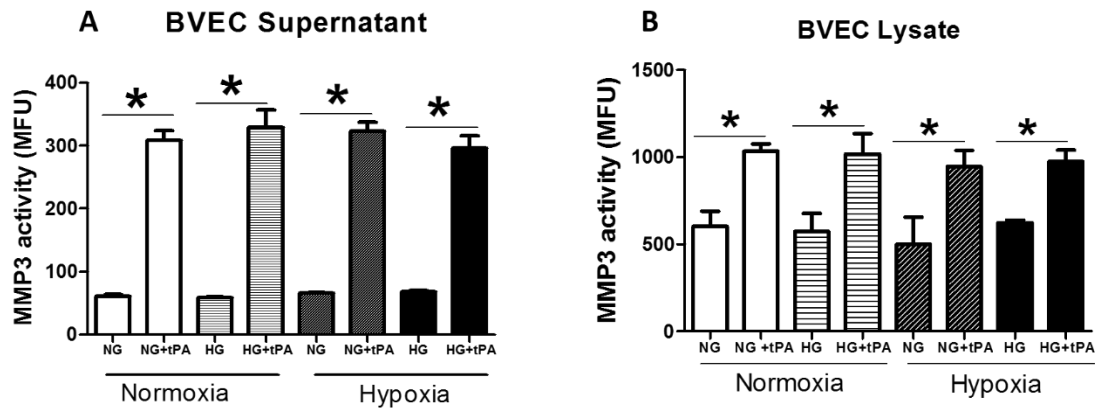 A BVEC Supernatant
MMP3 activity (MFU)
400
300
200
100
0
* * * *
NG NG+tPA HG HG+tPA NG NG+tPA HG HG+tPA
Normoxia Hypoxia
B BVEC Lysate
MMP3 activity (MFU)
1500
1000
500
0
* * * *
NG NG +tPA HG HG+tPA NG NG+tPA HG HG+tPA
Normoxia Hypoxia